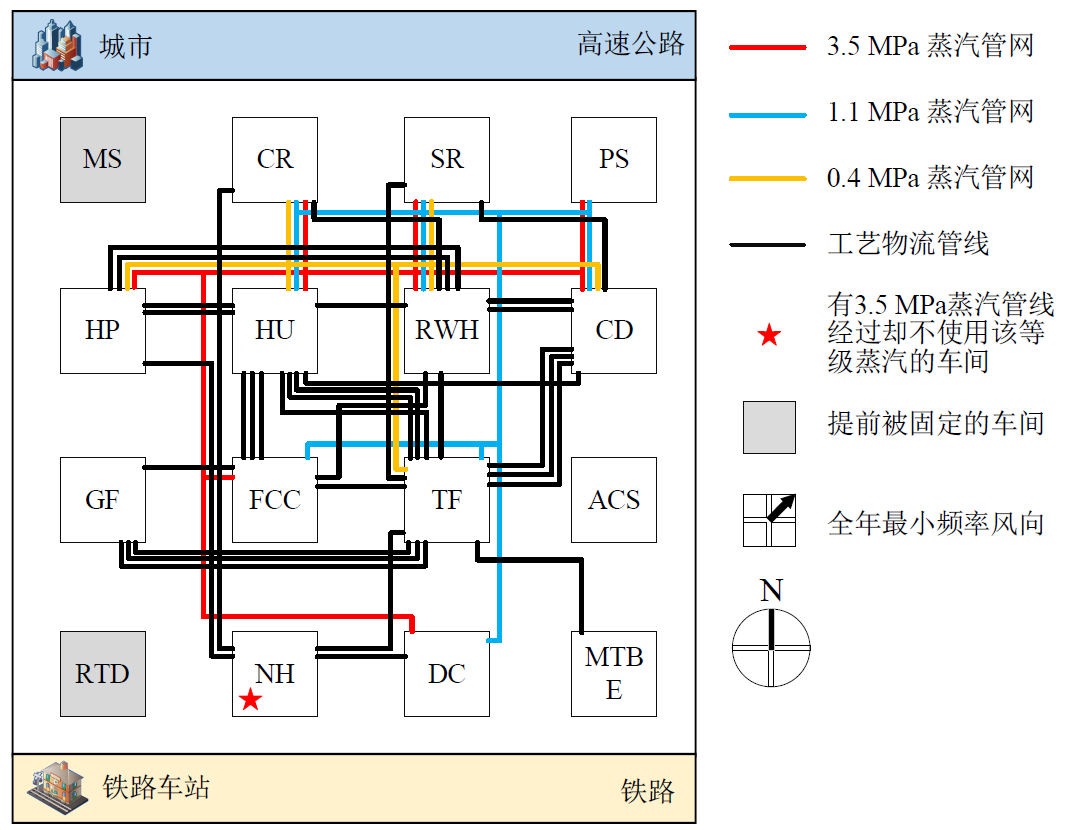 城市
高速公路
MS
CR
SR
PS
HP
HU
RWH
CD
GF
FCC
TF
ACS
RTD
NH
DC
MTB
E
铁路车站
铁路
3.5 MPa 蒸汽管网
1.1 MPa 蒸汽管网
0.4 MPa 蒸汽管网
工艺物流管线
有3.5 MPa蒸汽管线
经过却不使用该等
级蒸汽的车间
提前被固定的车间
全年最小频率风向
N